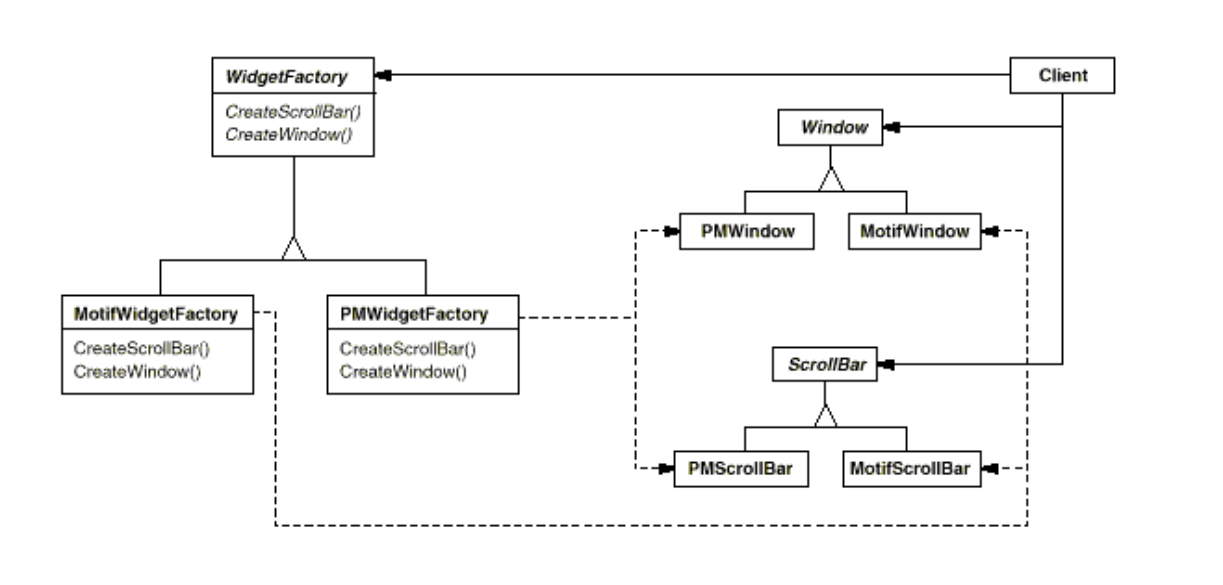 WidgetFactory
CreateScrollBar()
CreateWindow()
Client
Window
PMWindow
MotifWindow
MotifWidgetFactory
CreateScrollBar()
CreateWindow()
PMWidgetFactory
CreateScrollBar()
CreateWindow()
ScrollBar
PMScrollBar
MotifScrollBar